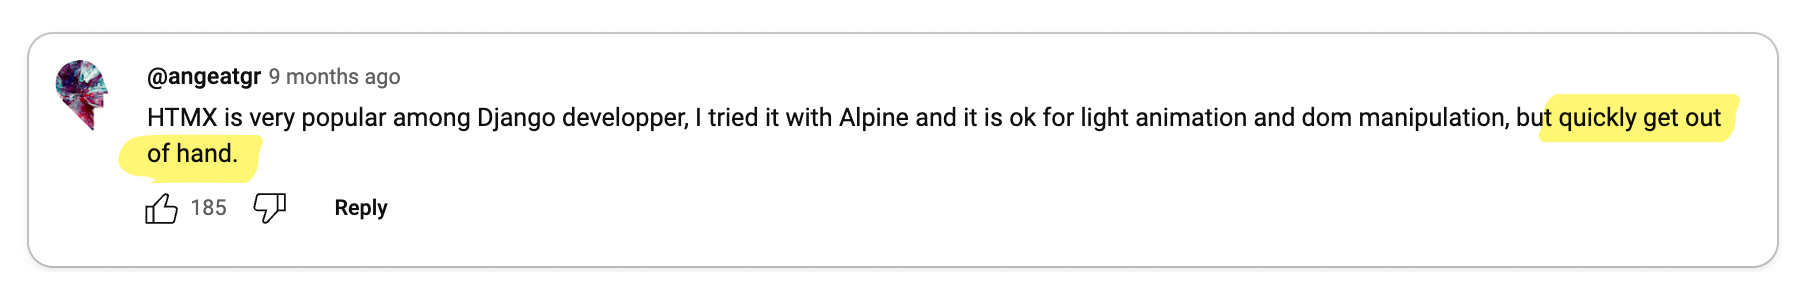 @angeatgr 9 months ago
HTMX is very popular among Django developper, I tried it with Alpine and it is ok for light animation and dom manipulation, but quickly get out
of hand.
185 Reply